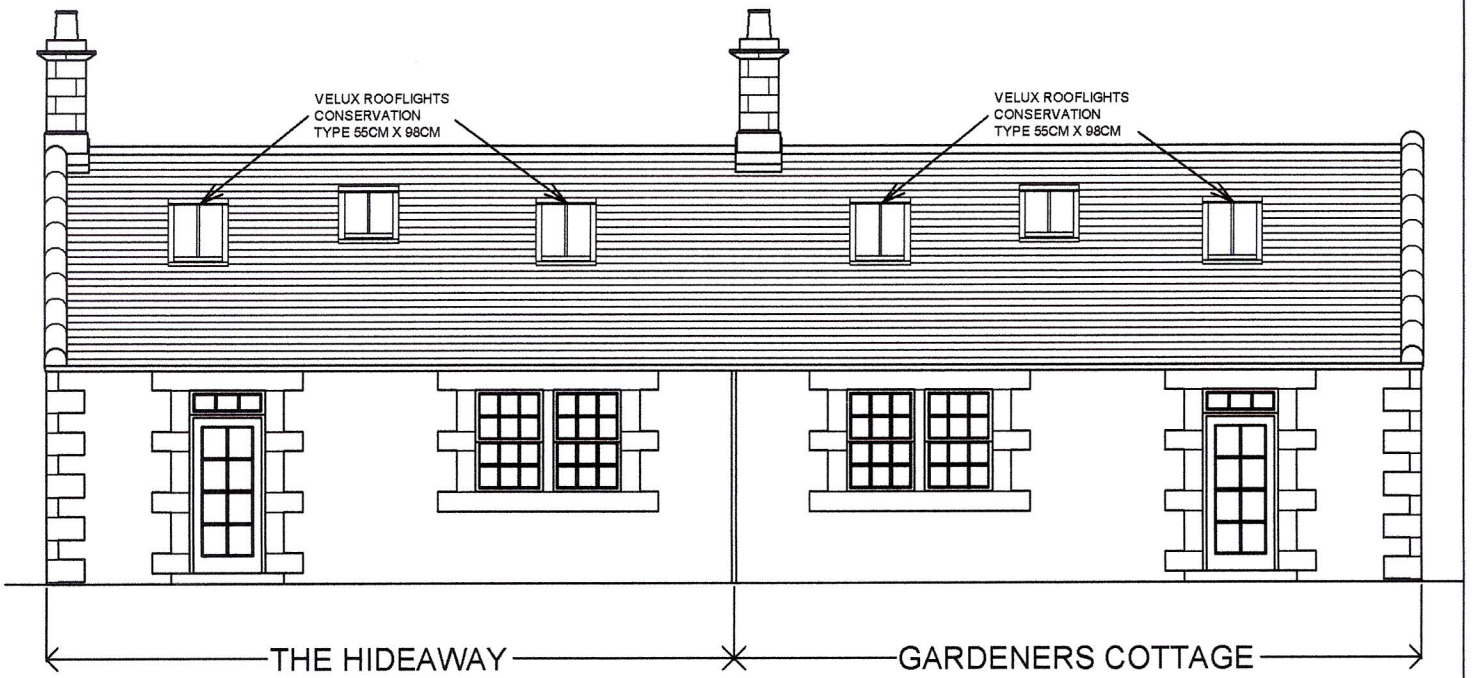 VELUX ROOFLIGHTS
CONSERVATION
TYPE 55CM X 98CM
VELUX ROOFLIGHTS
CONSERVATION
TYPE 55CM X 98CM
THE HIDEAWAY
GARDENERS COTTAGE